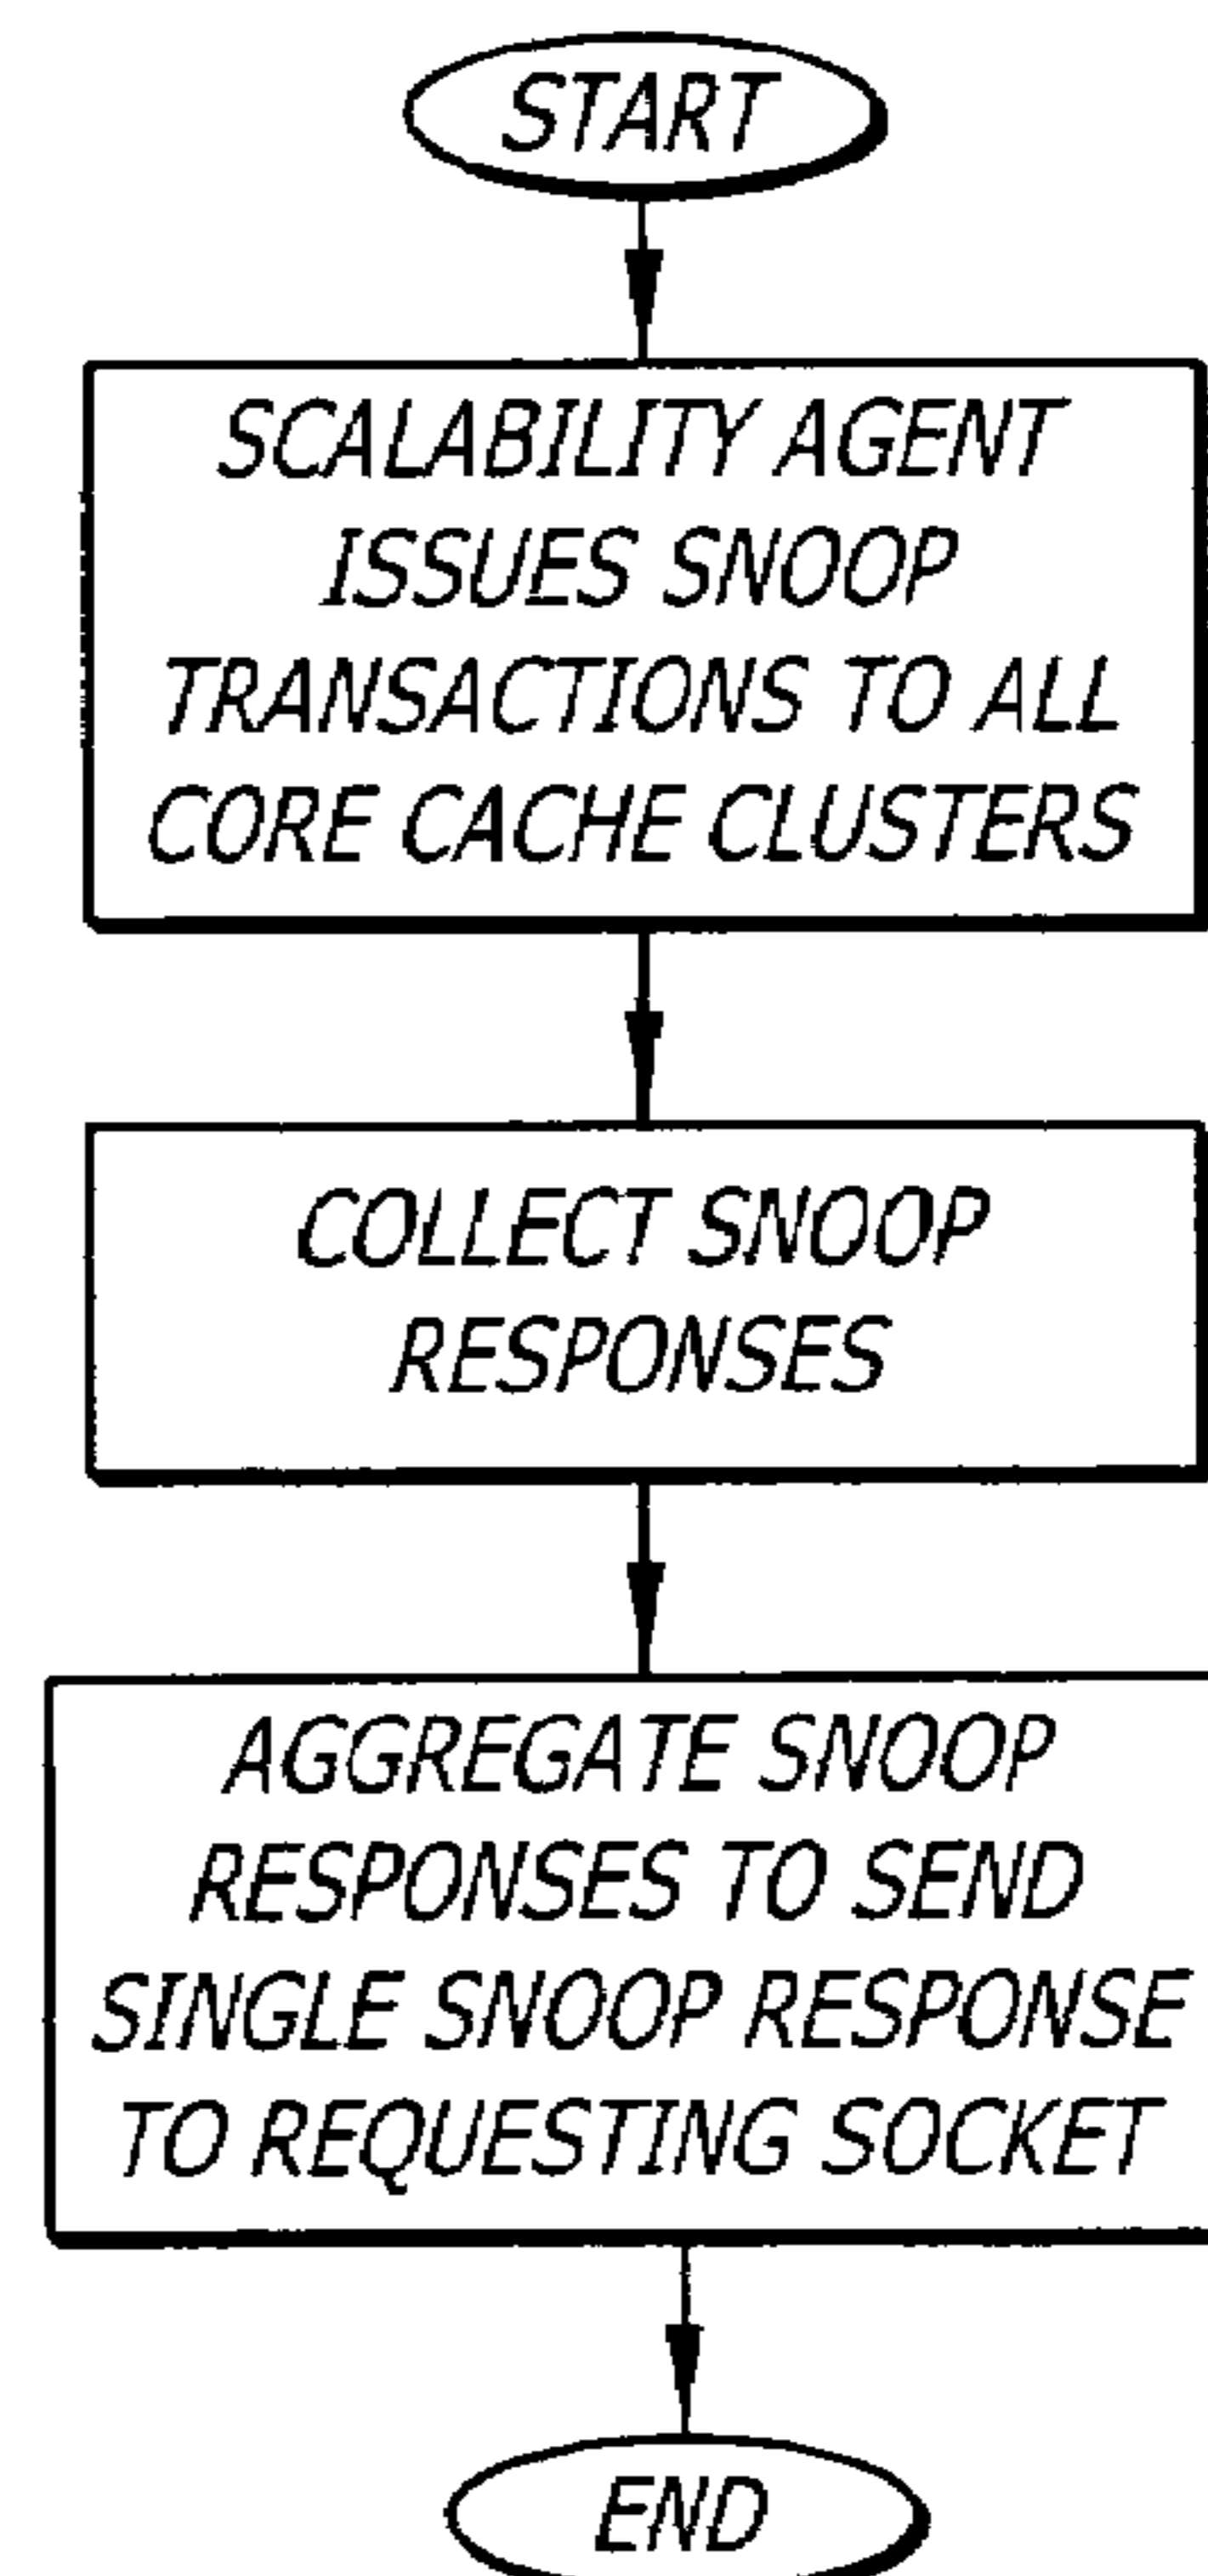 START
SCALABILITY AGENT
ISSUES SNOOP
TRANSACTIONS TO ALL
CORE CACHE CLUSTERS
COLLECT SNOOP
RESPONSES
AGGREGATE SNOOP
RESPONSES TO SEND
SINGLE SNOOP RESPONSE
TO REQUESTING SOCKET
END